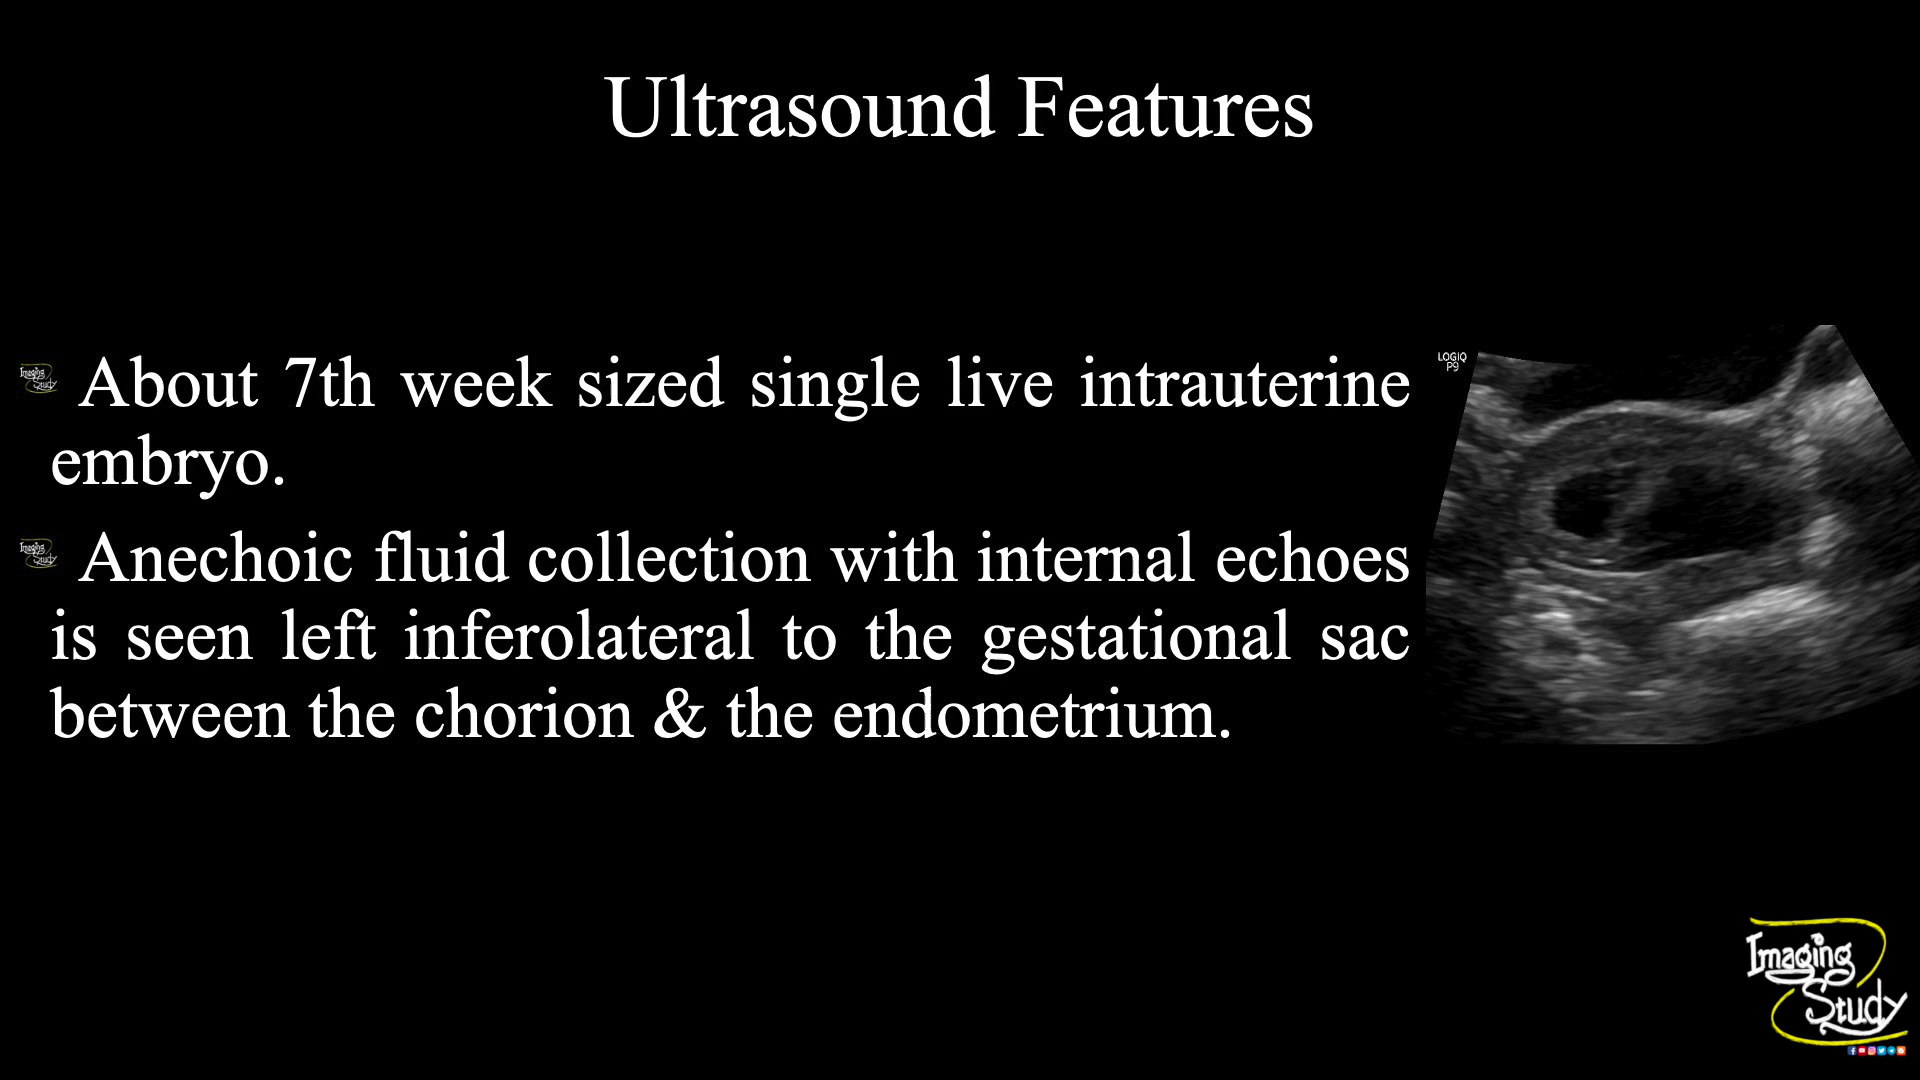 Ultrasound Features
About 7th week sized single live intrauterine
embryo.
Anechoic fluid collection with internal echoes
is seen left inferolateral to the gestational sac
between the chorion & the endometrium.
LOGIQ
P9
Imaging
Study